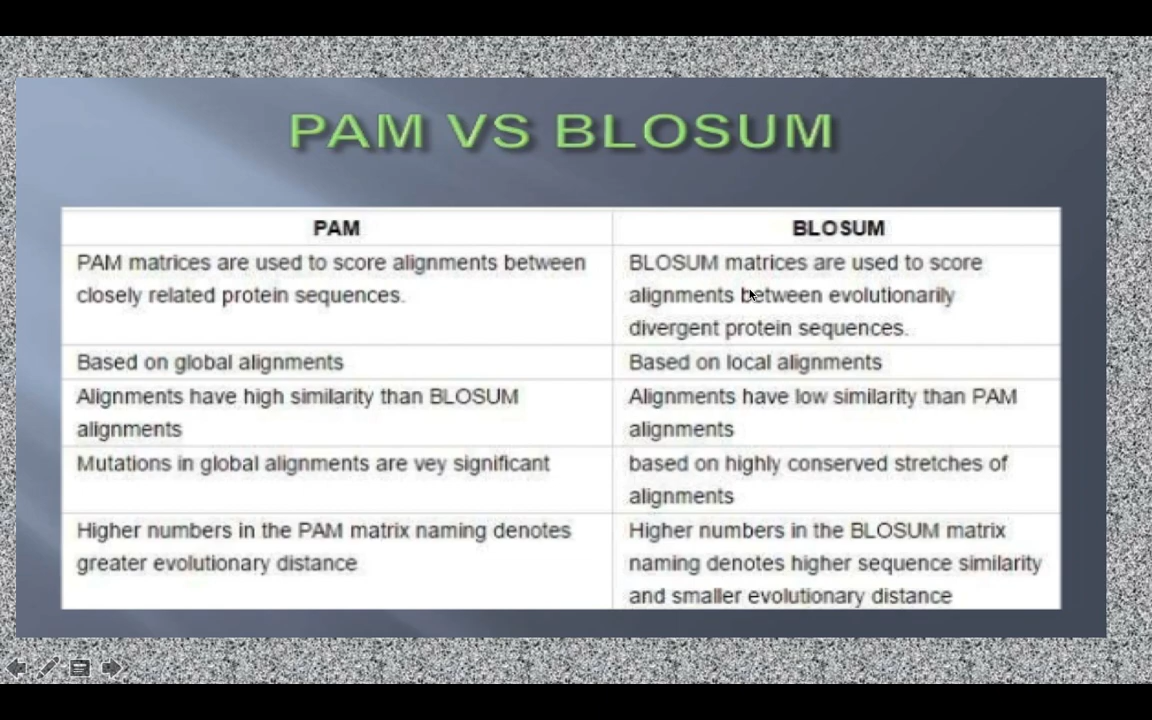 PAM VS BLOSUM
PAM
BLOSUM
PAM matrices are used to score alignments between
closely related protein sequences.
BLOSUM matrices are used to score
alignments between evolutionarily
divergent protein sequences.
Based on global alignments
Based on local alignments
Alignments have high similarity than BLOSUM
alignments
Alignments have low similarity than PAM
alignments
Mutations in global alignments are vey significant
based on highly conserved stretches of
alignments
Higher numbers in the PAM matrix naming denotes
greater evolutionary distance
Higher numbers in the BLOSUM matrix
naming denotes higher sequence similarity
and smaller evolutionary distance